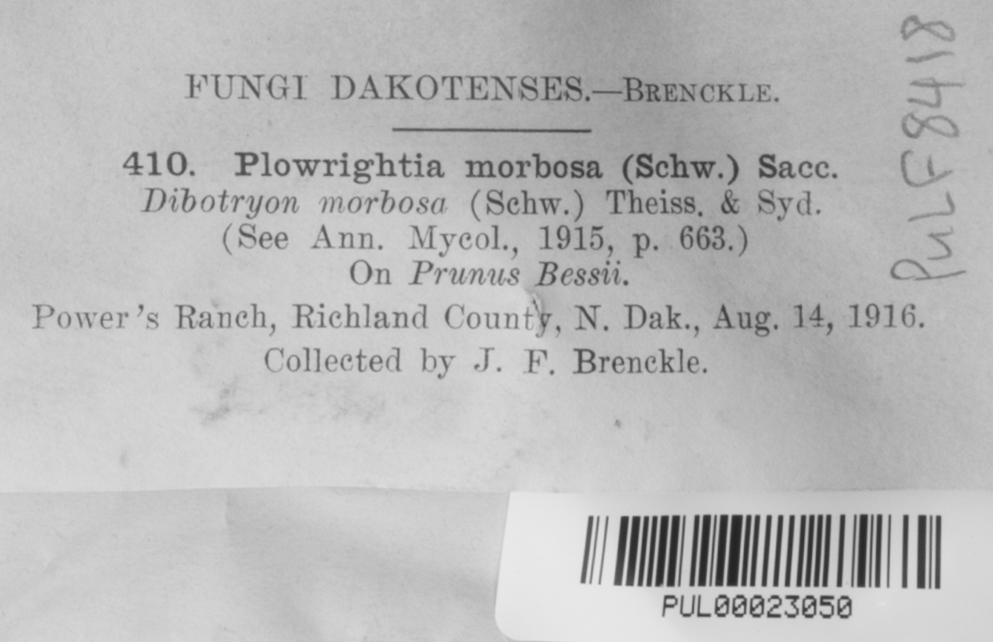 FUNGI DAKOTENSES.—BRENCKLE.
410. Plowrightia morbosa (Schw.) Sacc.
Dibotryon morbosa (Schw.) Theiss. & Syd.
(See Ann. Mycol., 1915, p. 663.)
On Prunus Bessii.
Power's Ranch, Richland County, N. Dak., Aug. 14, 1916.
Collected by J. F. Brenckle.
PULF8418
PUL00023050